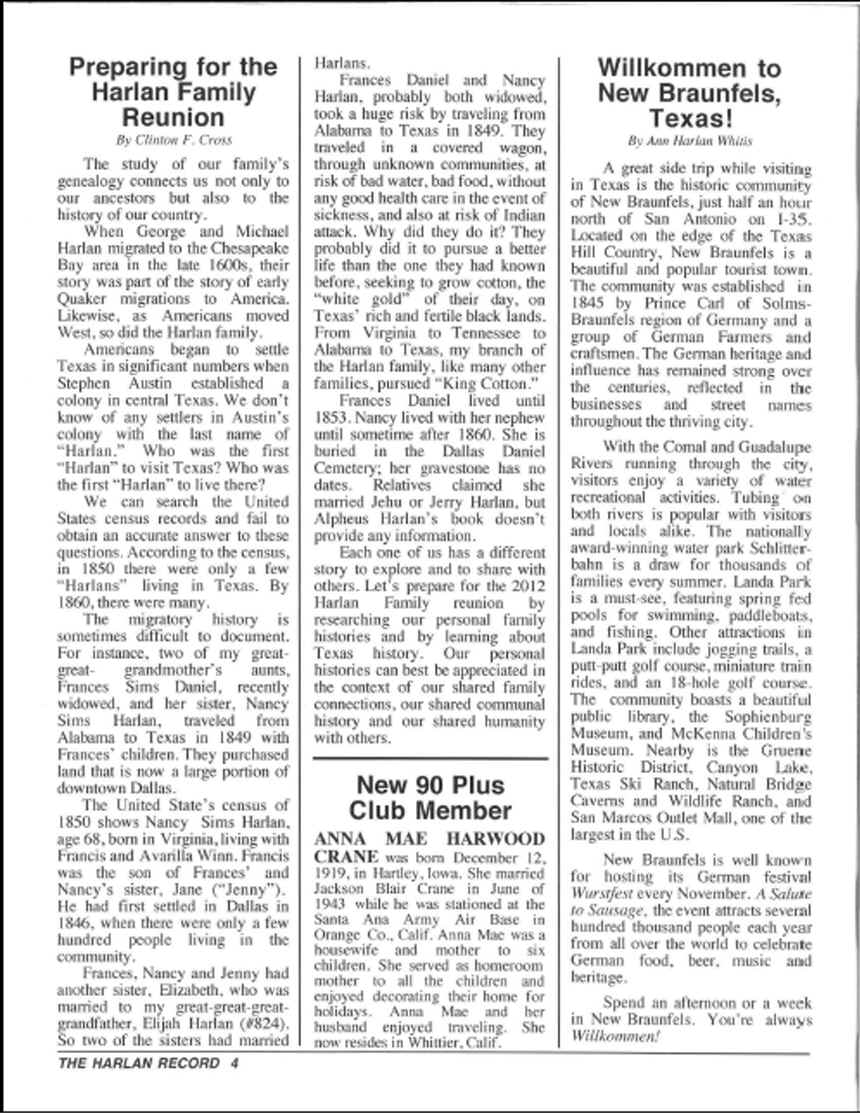 Preparing for the
Harlan Family
Reunion
By Clinton F. Cross
The study of our family's
genealogy connects us not only to
our ancestors but also to the
history of our country.
When George and Michael
Harlan migrated to the Chesapeake
Bay area in the late 1600s, their
story was part of the story of early
Quaker migrations to America.
Likewise, as Americans moved
West, so did the Harlan family.
Americans began to settle
Texas in significant numbers when
Stephen Austin established a
colony in central Texas. We don't
know of any settlers in Austin's
colony with the last name of
"Harlan." Who was the first
"Harlan" to visit Texas? Who was
the first "Harlan" to live there?
We can search the United
States census records and fail to
obtain an accurate answer to these
questions. According to the census,
in 1850 there were only a few
"Harlans" living in Texas. By
1860, there were many.
The migratory history is
sometimes difficult to document.
For instance, two of my great-
great- grandmother's aunts,
Frances Sims Daniel, recently
widowed, and her sister, Nancy
Sims Harlan, traveled from
Alabama to Texas in 1849 with
Frances' children. They purchased
land that is now a large portion of
downtown Dallas.
The United State's census of
1850 shows Nancy Sims Harlan,
age 68, born in Virginia, living with
Francis and Avarilla Winn. Francis
was the son of Frances' and
Nancy's sister, Jane ("Jenny").
He had first settled in Dallas in
1846, when there were only a few
hundred people living in the
community.
Frances, Nancy and Jenny had
another sister, Elizabeth, who was
married to my great-great-great-
grandfather, Elijah Harlan (#824).
So two of the sisters had married
Harlans.
Frances Daniel and Nancy
Harlan, probably both widowed,
took a huge risk by traveling from
Alabama to Texas in 1849. They
traveled in a covered wagon,
through unknown communities, at
risk of bad water, bad food, without
any good health care in the event of
sickness, and also at risk of Indian
attack. Why did they do it? They
probably did it to pursue a better
life than the one they had known
before, seeking to grow cotton, the
"white gold" of their day, on
Texas' rich and fertile black lands.
From Virginia to Tennessee to
Alabama to Texas, my branch of
the Harlan family, like many other
families, pursued "King Cotton."
Frances Daniel lived until
1853. Nancy lived with her nephew
until sometime after 1860. She is
buried in the Dallas Daniel
Cemetery; her gravestone has no
dates. Relatives claimed she
married Jehu or Jerry Harlan, but
Alpheus Harlan's book doesn't
provide any information.
Each one of us has a different
story to explore and to share with
others. Let's prepare for the 2012
Harlan Family reunion by
researching our personal family
histories and by learning about
Texas history. Our personal
histories can best be appreciated in
the context of our shared family
connections, our shared communal
history and our shared humanity
with others.
New 90 Plus
Club Member
ANNA MAE HARWOOD
CRANE was born December 12,
1919, in Hartley, Iowa. She married
Jackson Blair Crane in June of
1943 while he was stationed at the
Santa Ana Army Air Base in
Orange Co., Calif. Anna Mae was a
housewife and mother to six
children. She served as homeroom
mother to all the children and
enjoyed decorating their home for
holidays. Anna Mae and her
husband enjoyed traveling. She
now resides in Whittier, Calif.
Willkommen to
New Braunfels,
Texas!
By Ann Harlan Whitis
A great side trip while visiting
in Texas is the historic community
of New Braunfels, just half an hour
north of San Antonio on I-35.
Located on the edge of the Texas
Hill Country, New Braunfels is a
beautiful and popular tourist town.
The community was established in
1845 by Prince Carl of Solms-
Braunfels region of Germany and a
group of German Farmers and
craftsmen. The German heritage and
influence has remained strong over
the centuries, reflected in the
businesses and street names
throughout the thriving city.
With the Comal and Guadalupe
Rivers running through the city,
visitors enjoy a variety of water
recreational activities. Tubing on
both rivers is popular with visitors
and locals alike. The nationally
award-winning water park Schlitter-
bahn is a draw for thousands of
families every summer. Landa Park
is a must-see, featuring spring fed
pools for swimming, paddleboats,
and fishing. Other attractions in
Landa Park include jogging trails, a
putt-putt golf course, miniature train
rides, and an 18-hole golf course.
The community boasts a beautiful
public library, the Sophienburg
Museum, and McKenna Children's
Museum. Nearby is the Gruene
Historic District, Canyon Lake,
Texas Ski Ranch, Natural Bridge
Caverns and Wildlife Ranch, and
San Marcos Outlet Mall, one of the
largest in the U.S.
New Braunfels is well known
for hosting its German festival
Wurstfest every November. A Salute
to Sausage, the event attracts several
hundred thousand people each year
from all over the world to celebrate
German food, beer, music and
heritage.
Spend an afternoon or a week
in New Braunfels. You're always
Willkommen!
THE HARLAN RECORD 4